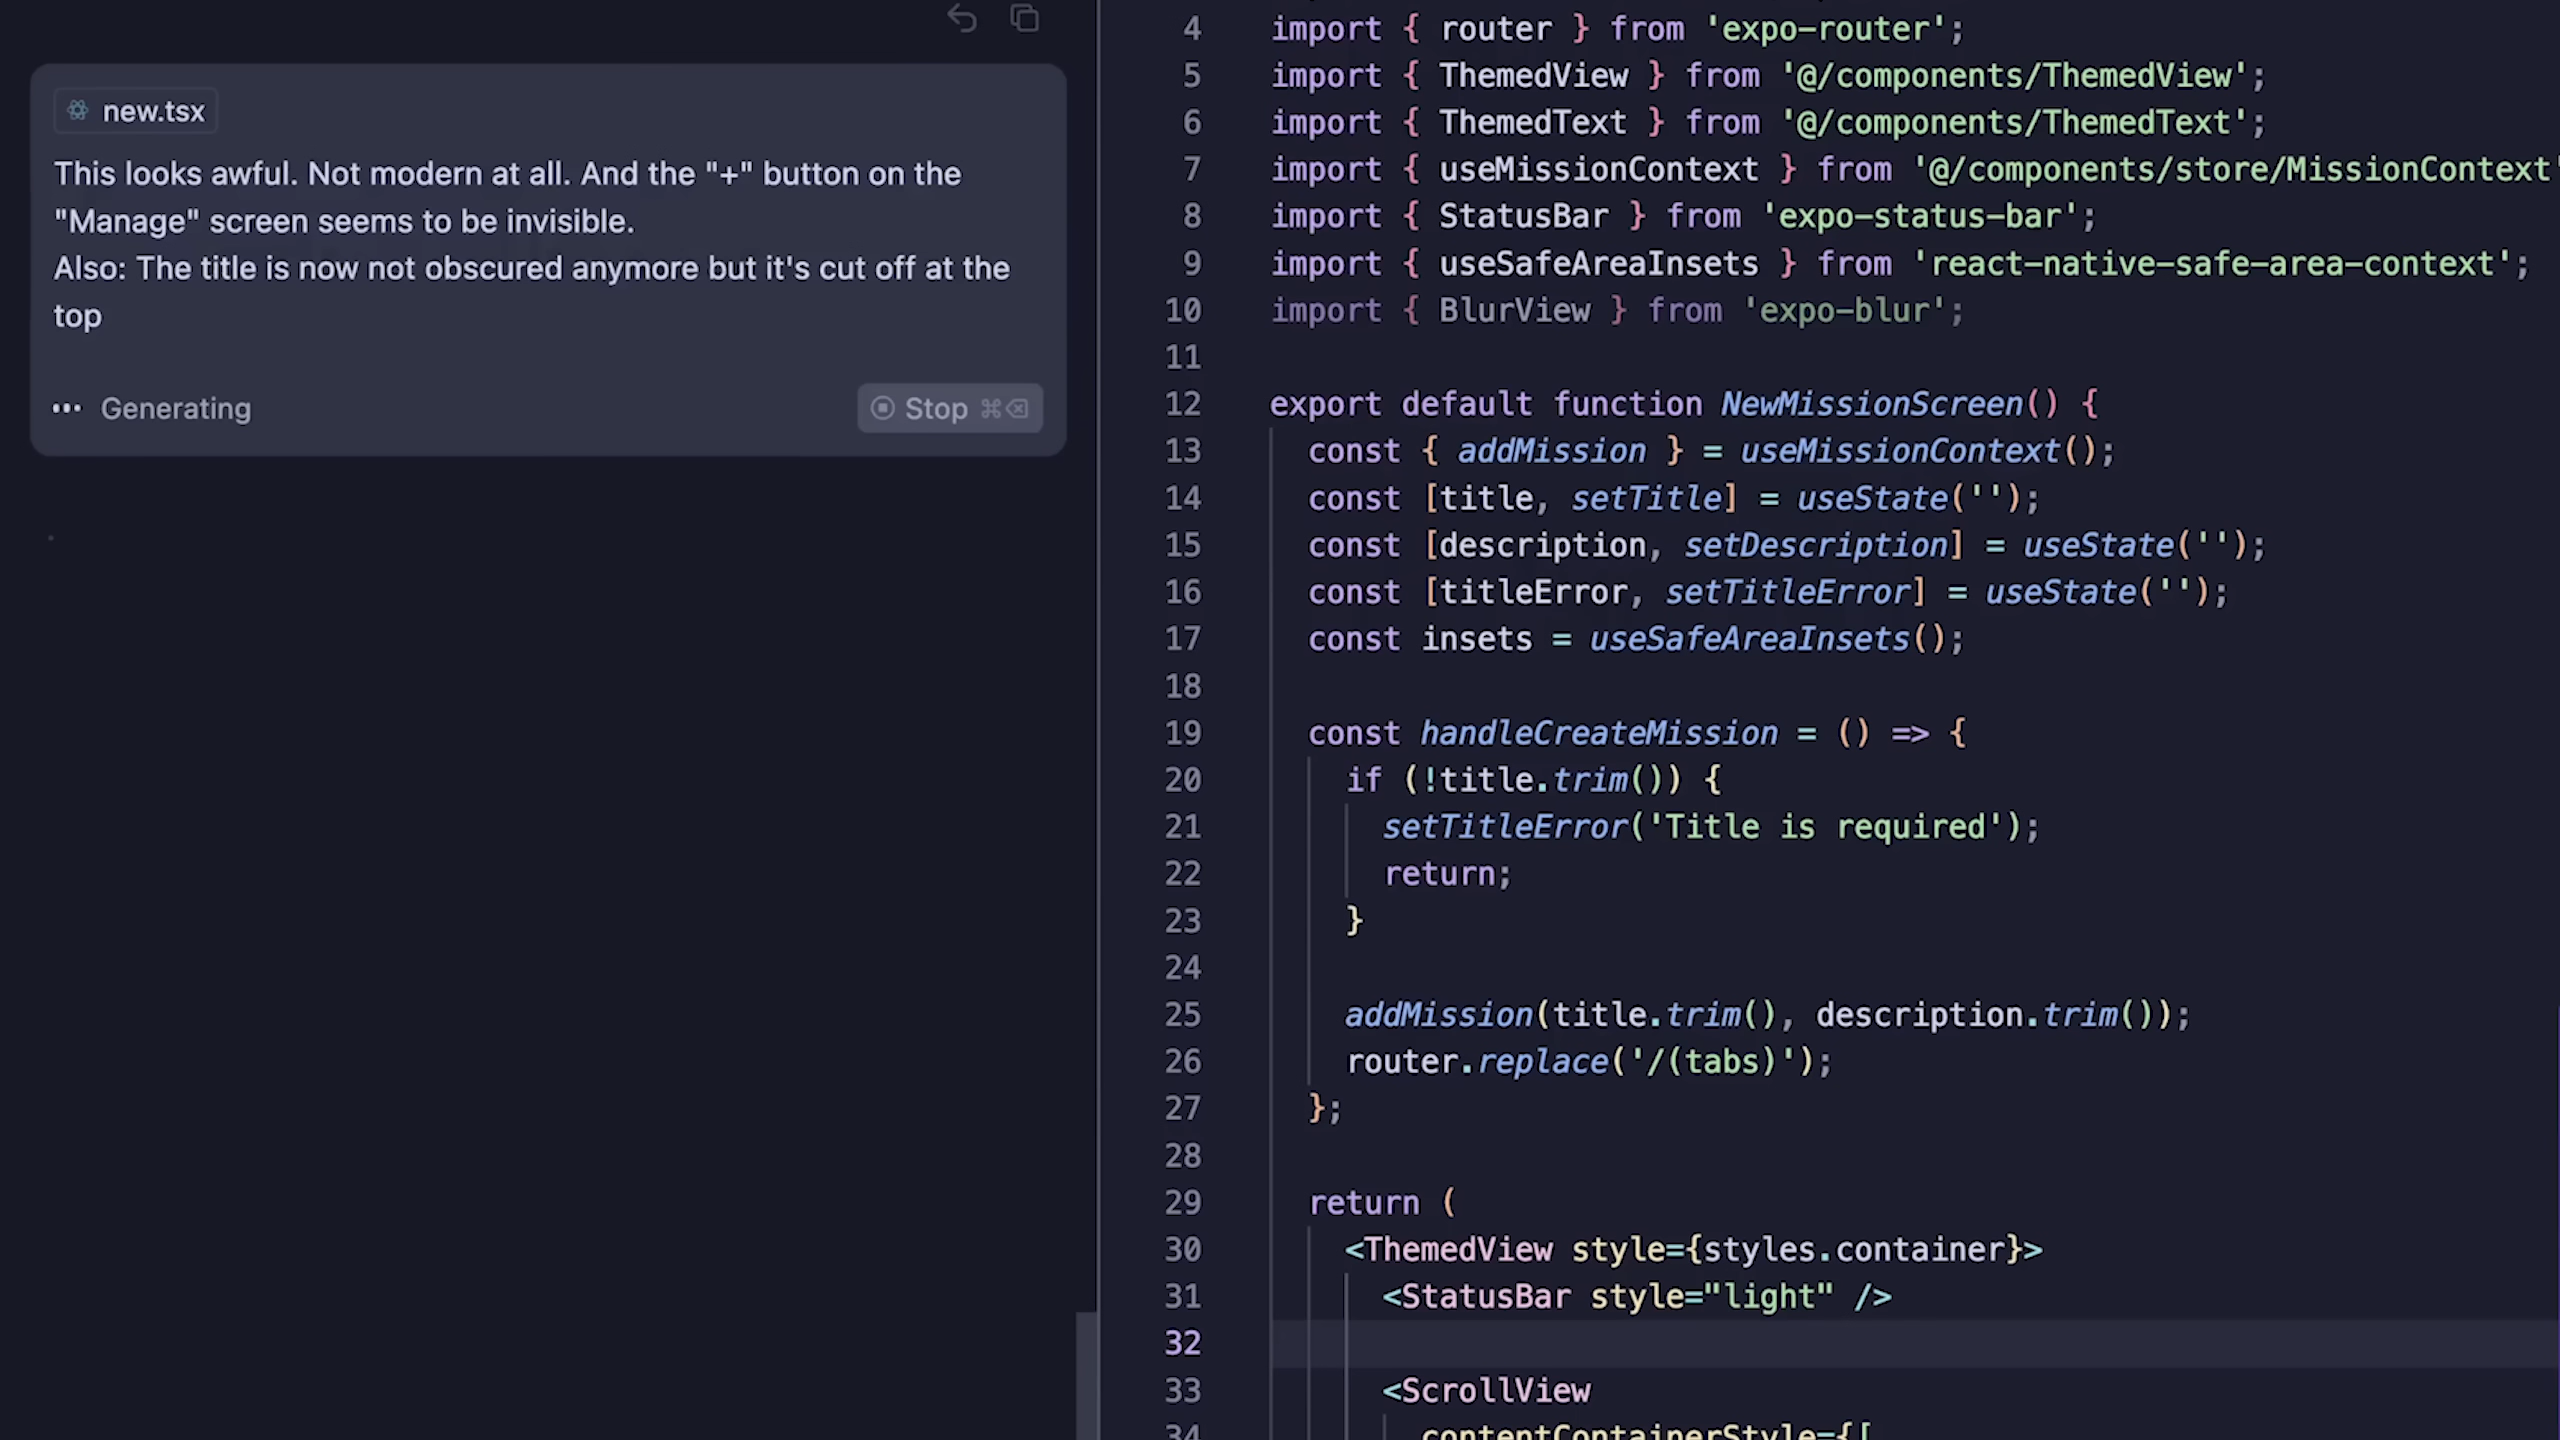 new.tsx
This looks awful. Not modern at all. And the "+" button on the
"Manage" screen seems to be invisible.
Also: The title is now not obscured anymore but it's cut off at the
top
Generating
Stop ⌘⌫
4 import { router } from 'expo-router';
5 import { ThemedView } from '@/components/ThemedView';
6 import { ThemedText } from '@/components/ThemedText';
7 import { useMissionContext } from '@/components/store/MissionContext'
8 import { StatusBar } from 'expo-status-bar';
9 import { useSafeAreaInsets } from 'react-native-safe-area-context';
10 import { BlurView } from 'expo-blur';
11
12 export default function NewMissionScreen() {
13 const { addMission } = useMissionContext();
14 const [title, setTitle] = useState('');
15 const [description, setDescription] = useState('');
16 const [titleError, setTitleError] = useState('');
17 const insets = useSafeAreaInsets();
18
19 const handleCreateMission = () => {
20 if (!title.trim()) {
21 setTitleError('Title is required');
22 return;
23 }
24
25 addMission(title.trim(), description.trim());
26 router.replace('/(tabs)');
27 };
28
29 return (
30 <ThemedView style={styles.container}>
31 <StatusBar style="light" />
32
33 <ScrollView
34 contentContainerStyle={[